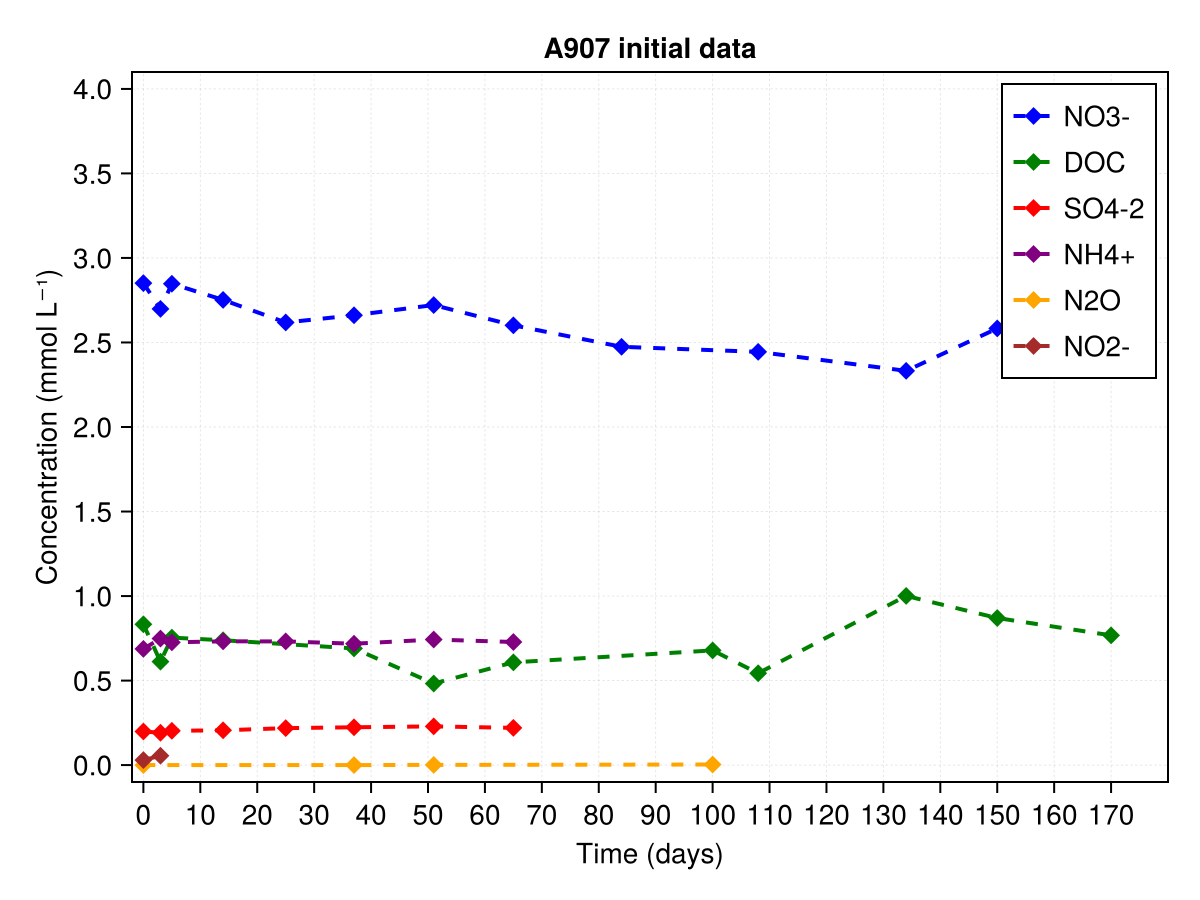 A907 initial data
4.0
3.5
3.0
2.5
2.0
1.5
1.0
0.5
0.0
Concentration (mmol L⁻¹)
NO3-
DOC
SO4-2
NH4+
N2O
NO2-
0 10 20 30 40 50 60 70 80 90 100 110 120 130 140 150 160 170
Time (days)